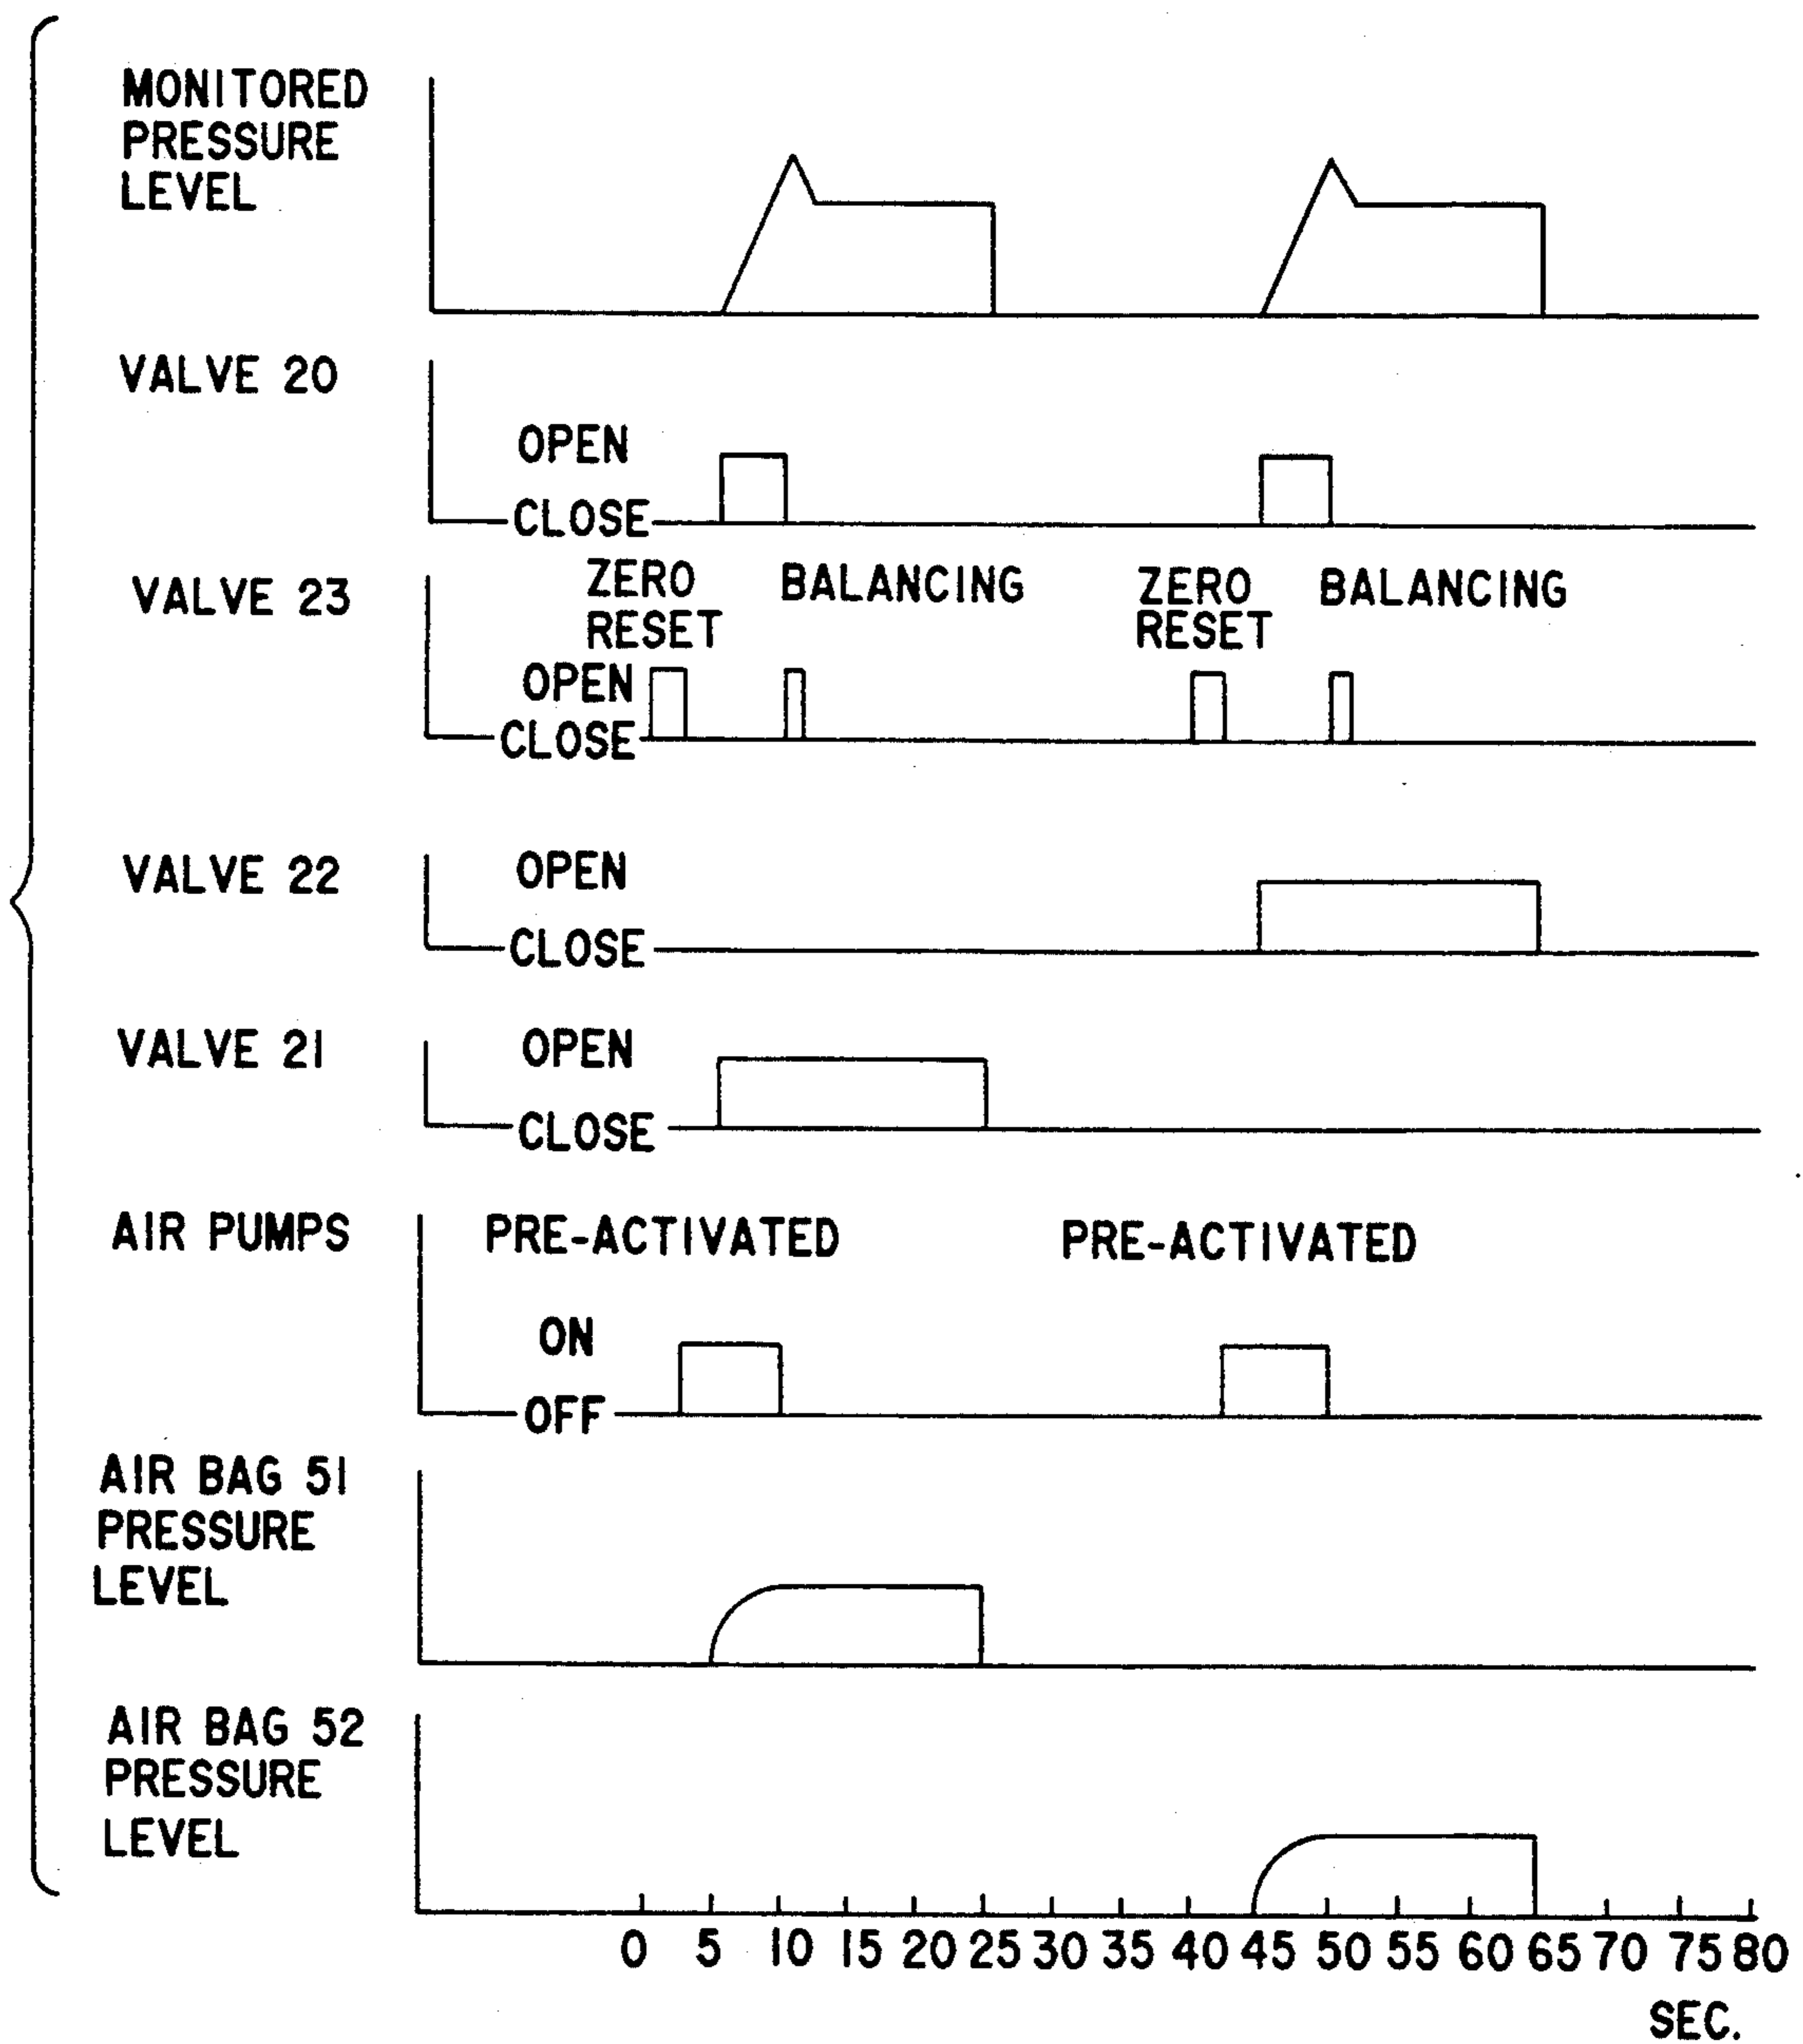 MONITORED
PRESSURE
LEVEL
VALVE 20
OPEN
CLOSE
VALVE 23
ZERO
RESET
BALANCING
ZERO
RESET
BALANCING
OPEN
CLOSE
VALVE 22
OPEN
CLOSE
VALVE 21
OPEN
CLOSE
AIR PUMPS
PRE-ACTIVATED
PRE-ACTIVATED
ON
OFF
AIR BAG 51
PRESSURE
LEVEL
AIR BAG 52
PRESSURE
LEVEL
0 5 10 15 20 25 30 35 40 45 50 55 60 65 70 75 80
SEC.